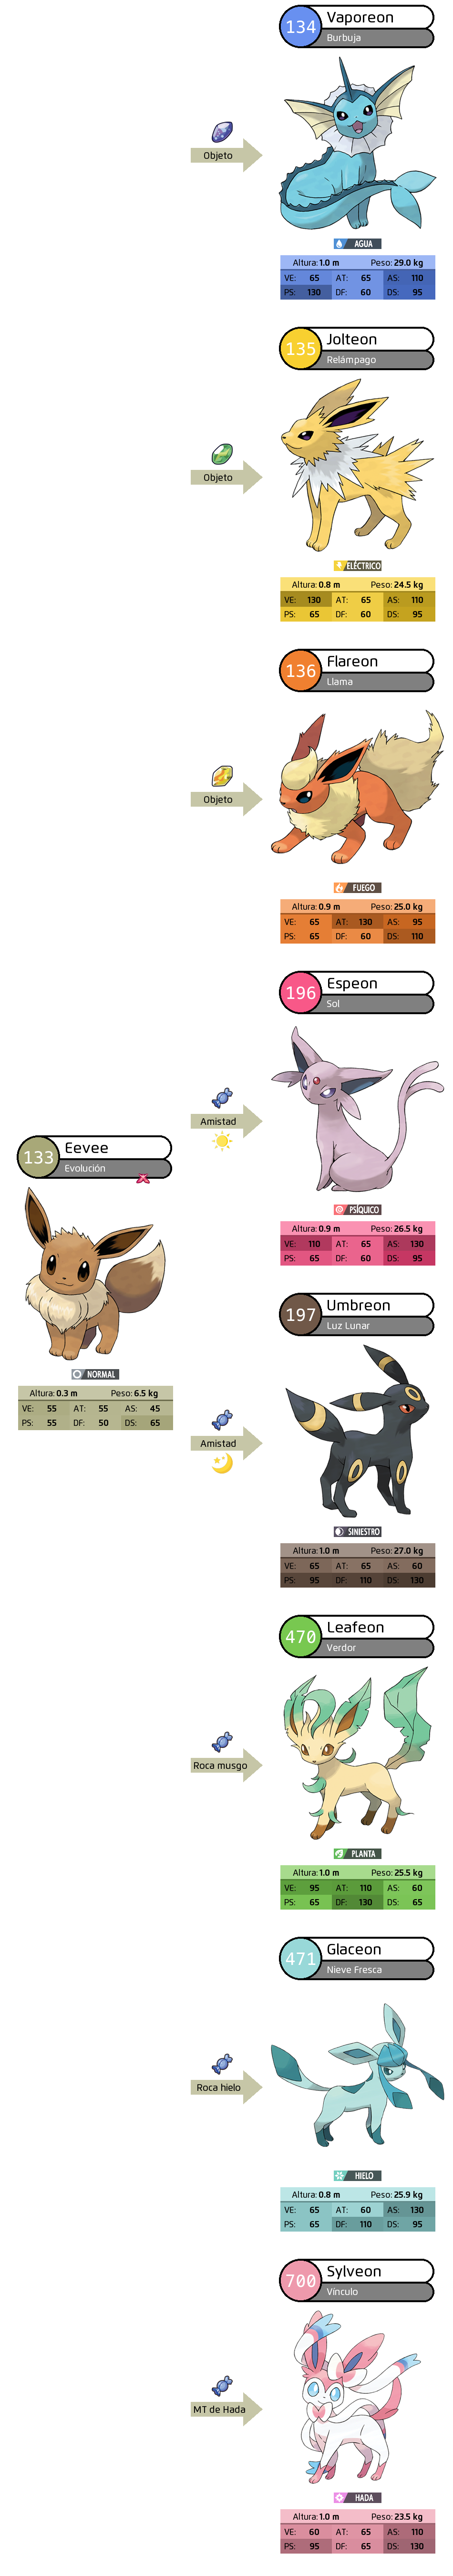 134 Vaporeon
Burbuja
Objeto
AGUA
Altura: 1.0 m Peso: 29.0 kg
VE: 65 AT: 65 AS: 110
PS: 130 DF: 60 DS: 95
135 Jolteon
Relámpago
Objeto
ELÉCTRICO
Altura: 0.8 m Peso: 24.5 kg
VE: 130 AT: 65 AS: 110
PS: 65 DF: 60 DS: 95
136 Flareon
Llama
Objeto
FUEGO
Altura: 0.9 m Peso: 25.0 kg
VE: 65 AT: 130 AS: 95
PS: 65 DF: 60 DS: 110
196 Espeon
Sol
Amistad
PSÍQUICO
Altura: 0.9 m Peso: 26.5 kg
VE: 110 AT: 65 AS: 130
PS: 65 DF: 60 DS: 95
133 Eevee
Evolución
NORMAL
Altura: 0.3 m Peso: 6.5 kg
VE: 55 AT: 55 AS: 45
PS: 55 DF: 50 DS: 65
197 Umbreon
Luz Lunar
Amistad
SINIESTRO
Altura: 1.0 m Peso: 27.0 kg
VE: 65 AT: 65 AS: 60
PS: 95 DF: 110 DS: 130
470 Leafeon
Verdor
Roca musgo
PLANTA
Altura: 1.0 m Peso: 25.5 kg
VE: 95 AT: 110 AS: 60
PS: 65 DF: 130 DS: 65
471 Glaceon
Nieve Fresca
Roca hielo
HIELO
Altura: 0.8 m Peso: 25.9 kg
VE: 65 AT: 60 AS: 130
PS: 65 DF: 110 DS: 95
700 Sylveon
Vínculo
MT de Hada
HADA
Altura: 1.0 m Peso: 23.5 kg
VE: 60 AT: 65 AS: 110
PS: 95 DF: 65 DS: 130